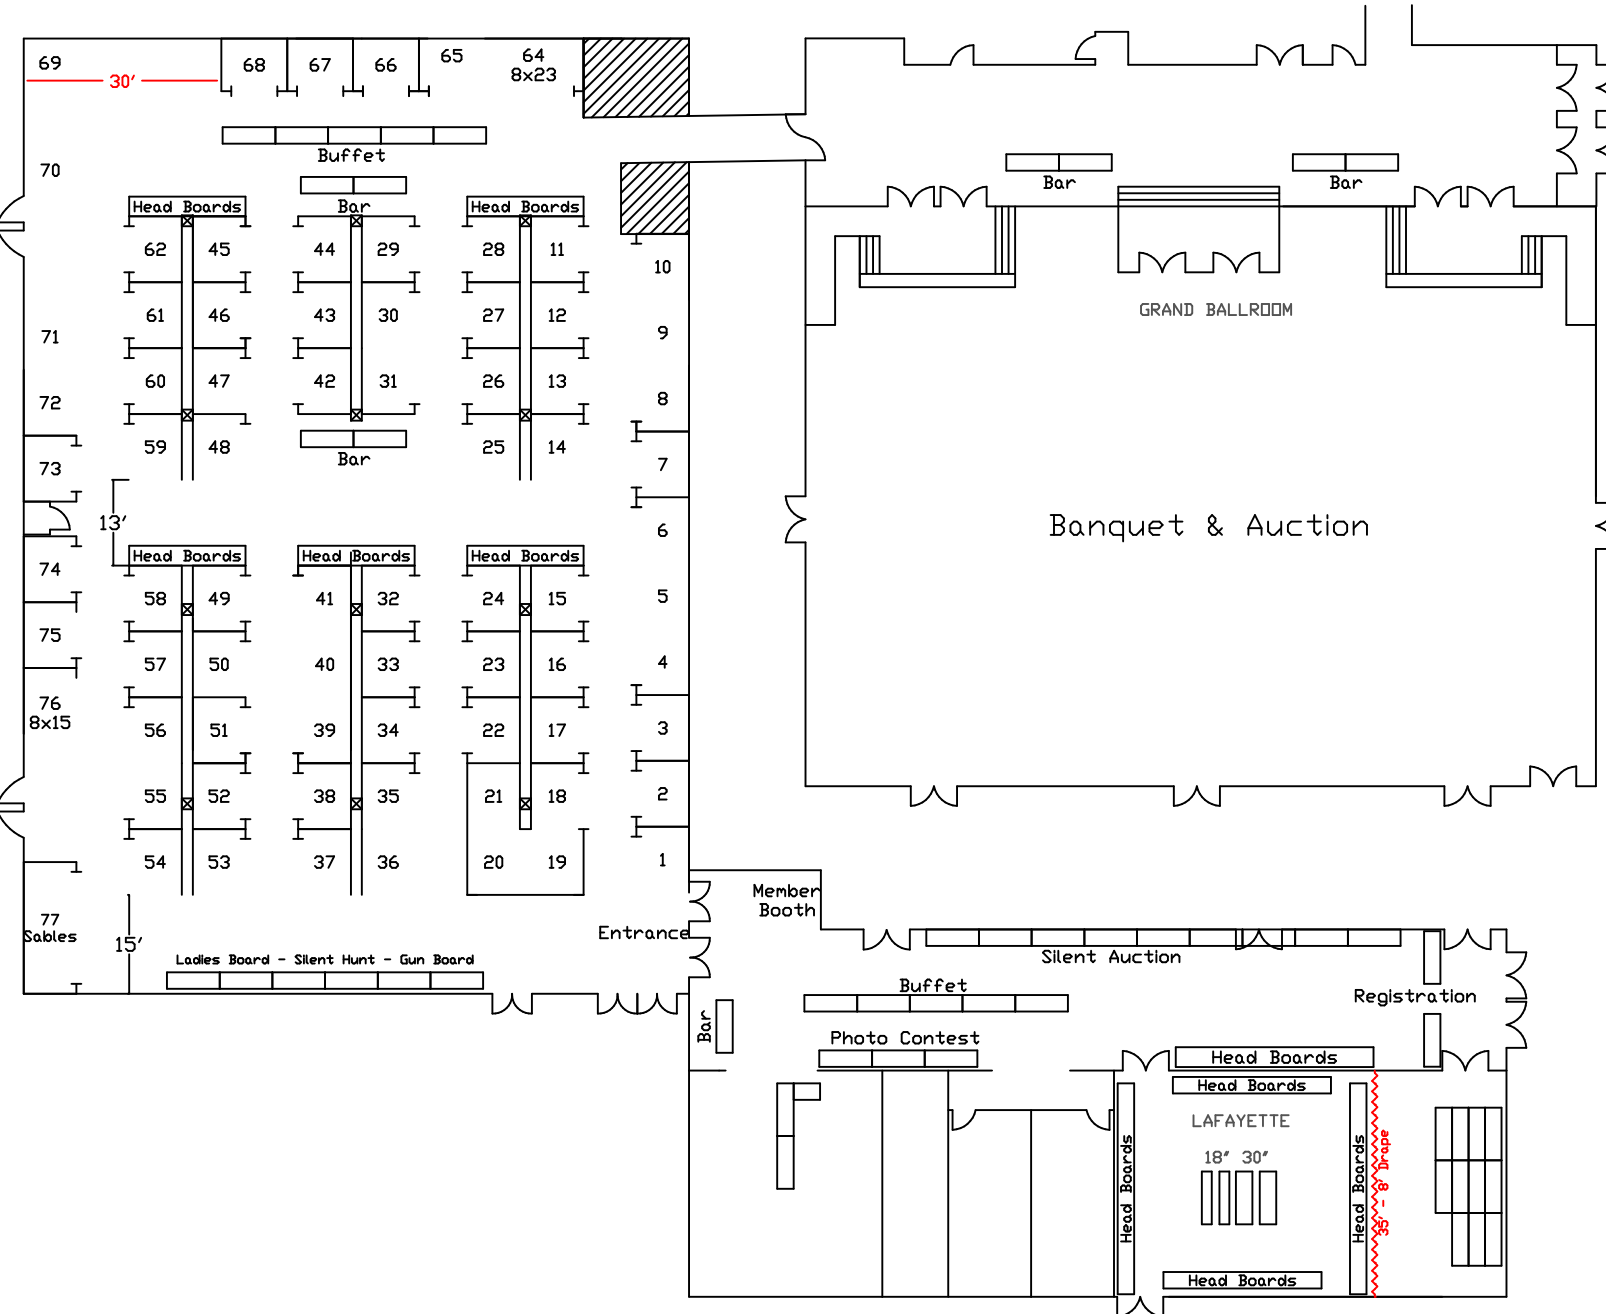 69
68
67
66
65
64
8x23
30'
Buffet
70
Bar
Bar
Bar
Head Boards
Bar
Head Boards
62 45
44 29
28 11
10
GRAND BALLROOM
61 46
43 30
27 12
9
71
60 47
42 31
26 13
8
72
59 48
Bar
25 14
7
73
13'
6
Banquet & Auction
Head Boards
Head Boards
Head Boards
74
58 49
41 32
24 15
5
75
57 50
40 33
23 16
4
76
8x15
56 51
39 34
22 17
3
55 52
38 35
21 18
2
54 53
37 36
20 19
1
Member
Booth
77
Sables
15'
Entrance
Ladies Board - Silent Hunt - Gun Board
Silent Auction
Buffet
Registration
Bar
Photo Contest
Head Boards
Head Boards
LAFAYETTE
18" 30"
Head Boards
Head Boards
35' - 8' Drape
Head Boards